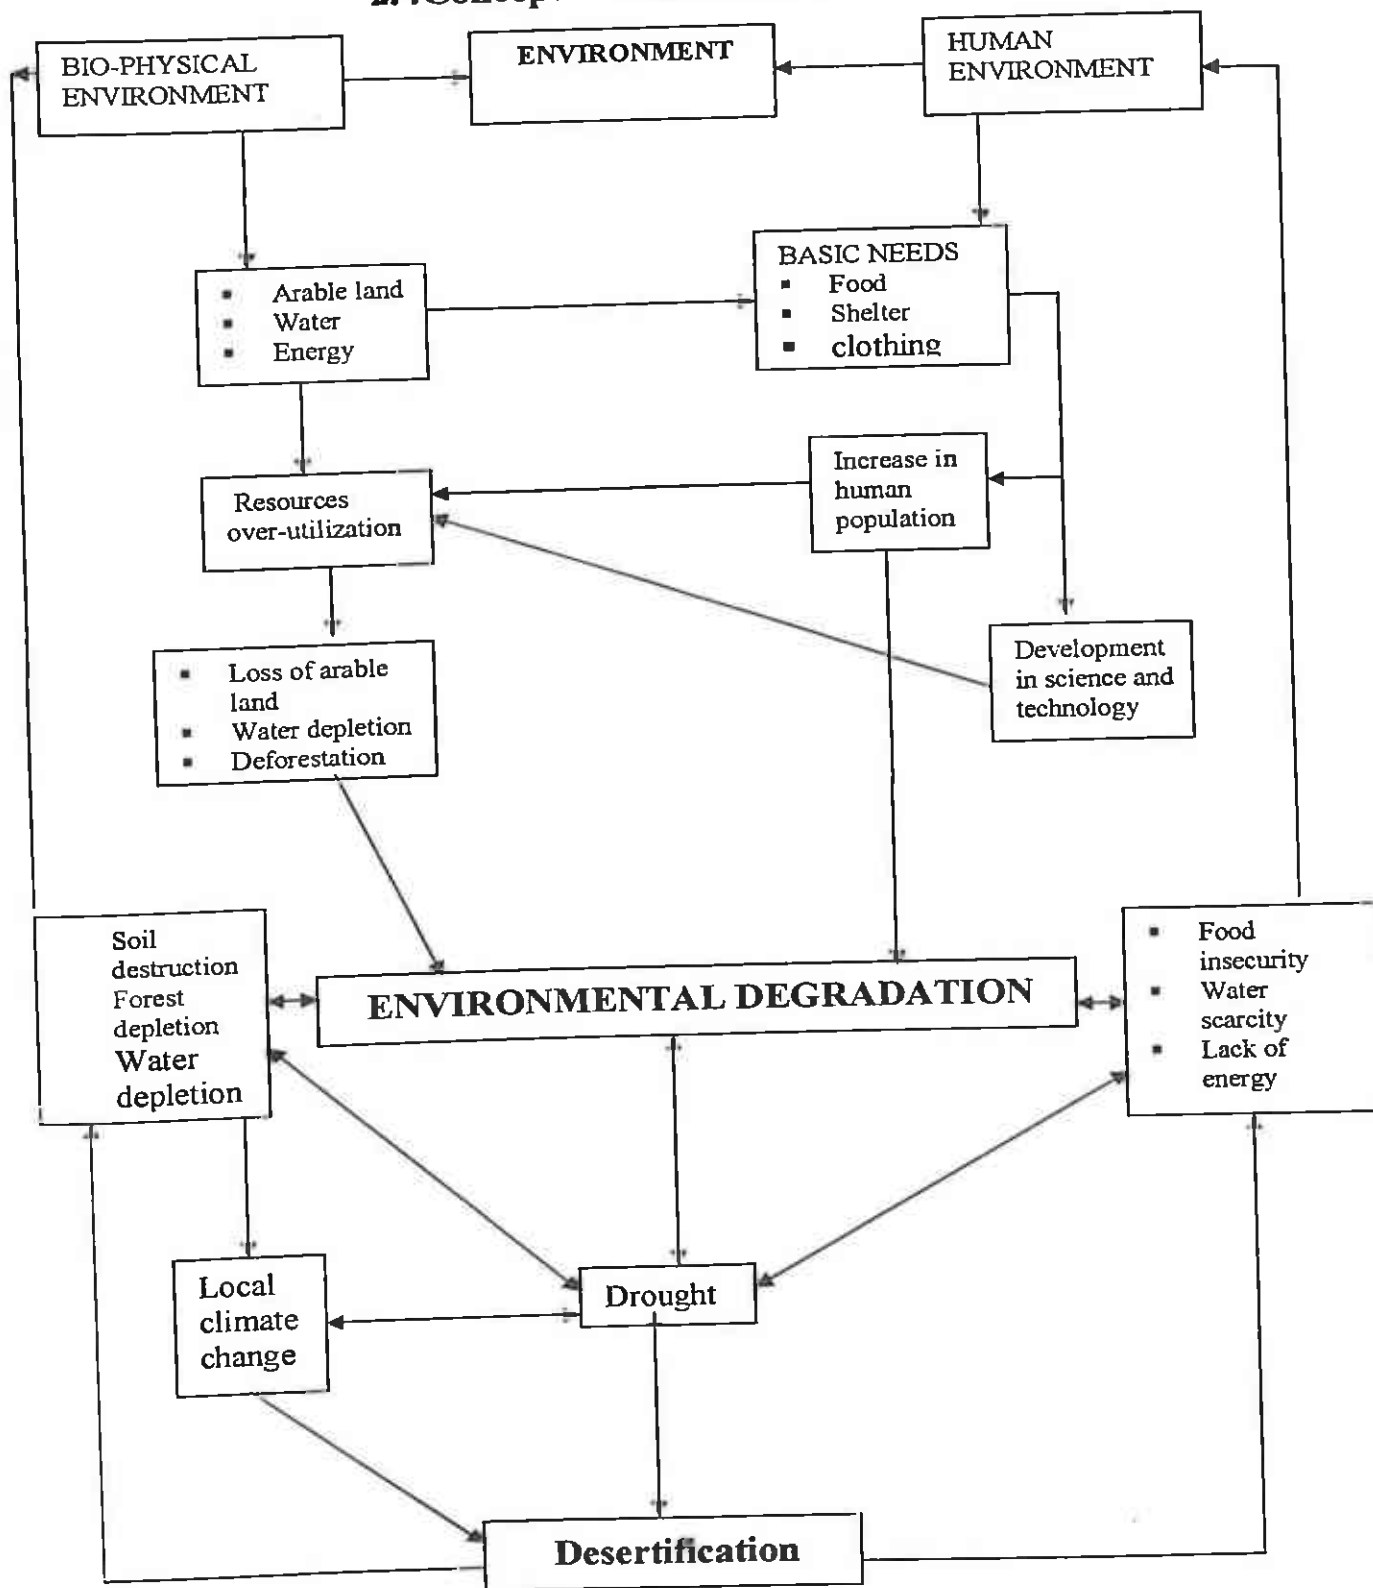 BIO-PHYSICAL
ENVIRONMENT
ENVIRONMENT
HUMAN
ENVIRONMENT
▪ Arable land
▪ Water
▪ Energy
BASIC NEEDS
▪ Food
▪ Shelter
▪ clothing
Resources
over-utilization
Increase in
human
population
▪ Loss of arable
land
▪ Water depletion
▪ Deforestation
Development
in science and
technology
Soil
destruction
Forest
depletion
Water
depletion
ENVIRONMENTAL DEGRADATION
▪ Food
insecurity
▪ Water
scarcity
▪ Lack of
energy
Local
climate
change
Drought
Desertification